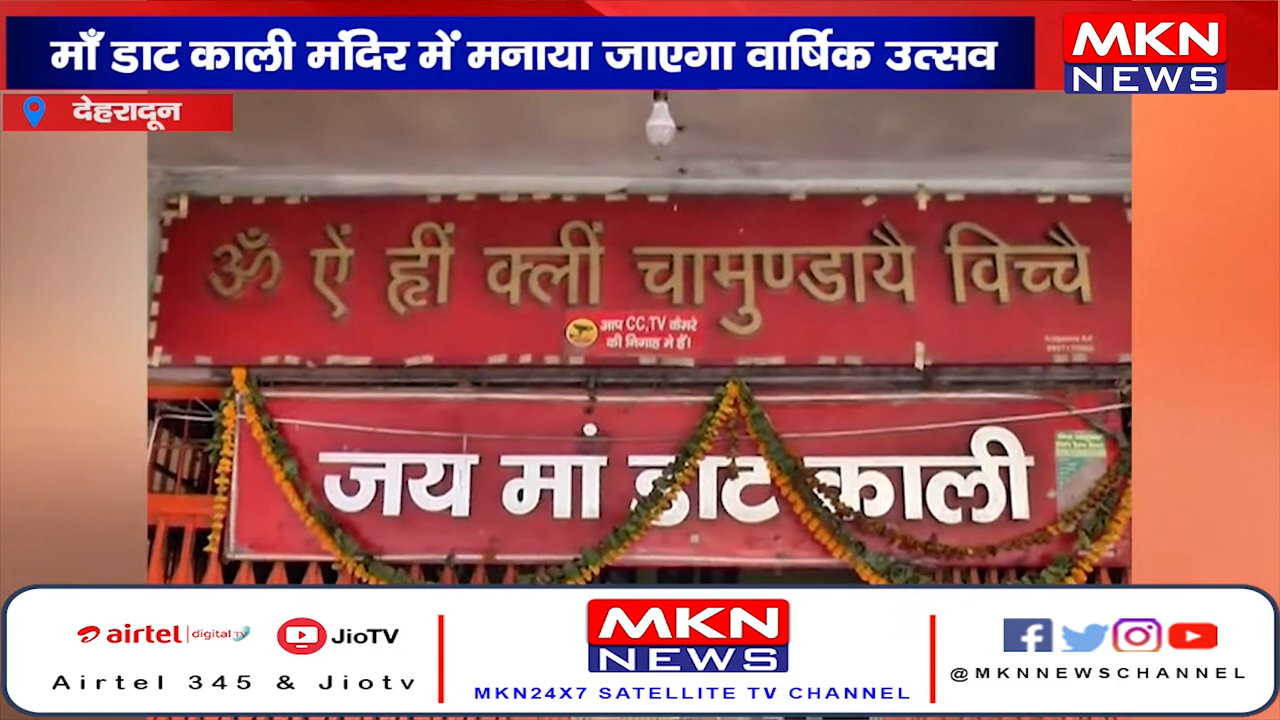 माँ डाट काली मंदिर में मनाया जाएगा वार्षिक उत्सव
MKN
NEWS
देहरादून
ॐ ऐं ह्रीं क्लीं चामुण्डायै विच्चै
आप CC,TV कैमरे
की निगाह में हैं।
जय मां डाट काली
airtel digital TV
JioTV
Airtel 345 & Jiotv
MKN
NEWS
MKN24X7 SATELLITE TV CHANNEL
@MKNNEWSCHANNEL